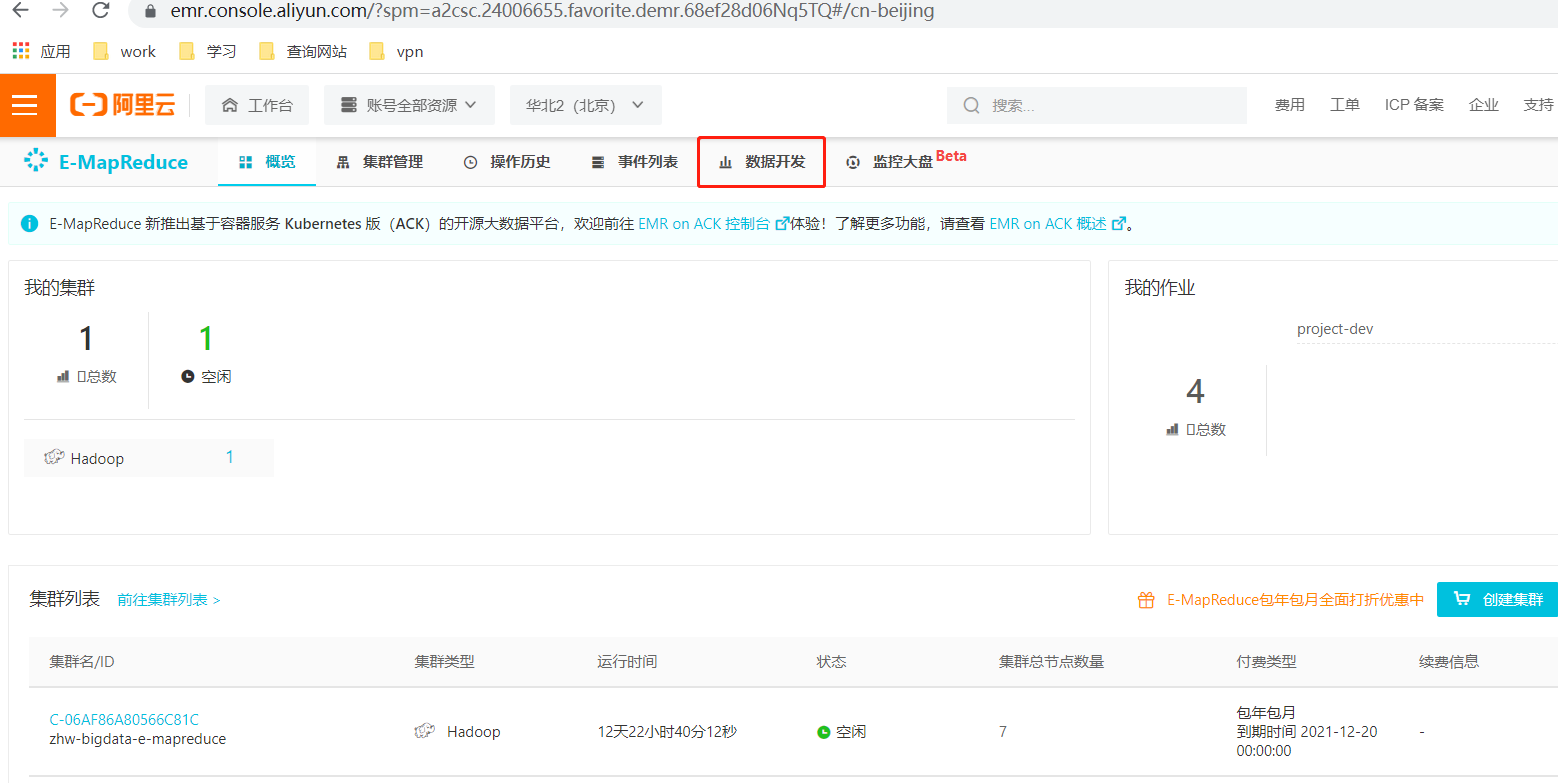 emr.console.aliyun.com/?spm=a2csc.24006655.favorite.demr.68ef28d06Nq5TQ#/cn-beijing
应用 work 学习 查询网站 vpn
阿里云 工作台 账号全部资源 华北2（北京） 搜索... 费用 工单 ICP 备案 企业 支持
E-MapReduce 概览 集群管理 操作历史 事件列表 数据开发 监控大盘 Beta
E-MapReduce 新推出基于容器服务 Kubernetes 版（ACK）的开源大数据平台，欢迎前往 EMR on ACK 控制台 体验！了解更多功能，请查看 EMR on ACK 概述 。
我的集群
1 1
总数 空闲
Hadoop 1
我的作业
project-dev
4
总数
集群列表 前往集群列表 > E-MapReduce包年包月全面打折优惠中 创建集群
集群名/ID 集群类型 运行时间 状态 集群总节点数量 付费类型 续费信息
C-06AF86A80566C81C
zhw-bigdata-e-mapreduce
Hadoop 12天22小时40分12秒 空闲 7
包年包月
到期时间 2021-12-20
00:00:00
-